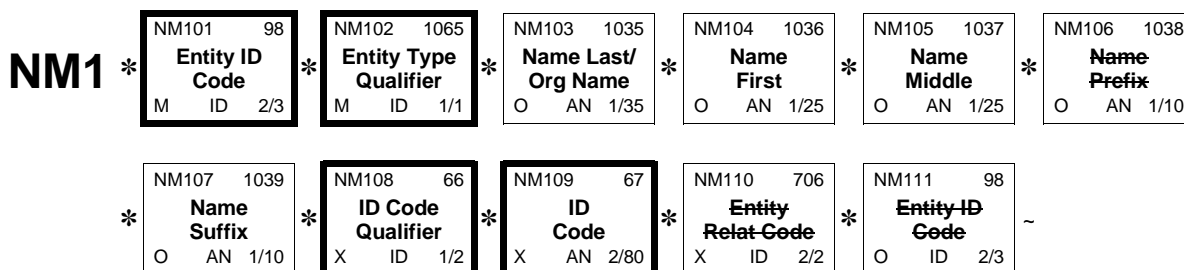 NM101 98 NM102 1065 NM103 1035 NM104 1036 NM105 1037 NM106 1038
NM1 * Entity ID * Entity Type * Name Last/ * Name * Name * Name
Code Qualifier Org Name First Middle Prefix
M ID 2/3 M ID 1/1 O AN 1/35 O AN 1/25 O AN 1/25 O AN 1/10
NM107 1039 NM108 66 NM109 67 NM110 706 NM111 98
* Name * ID Code * ID * Entity * Entity ID ~
Suffix Qualifier Code Relat Code Code
O AN 1/10 X ID 1/2 X AN 2/80 X ID 2/2 O ID 2/3